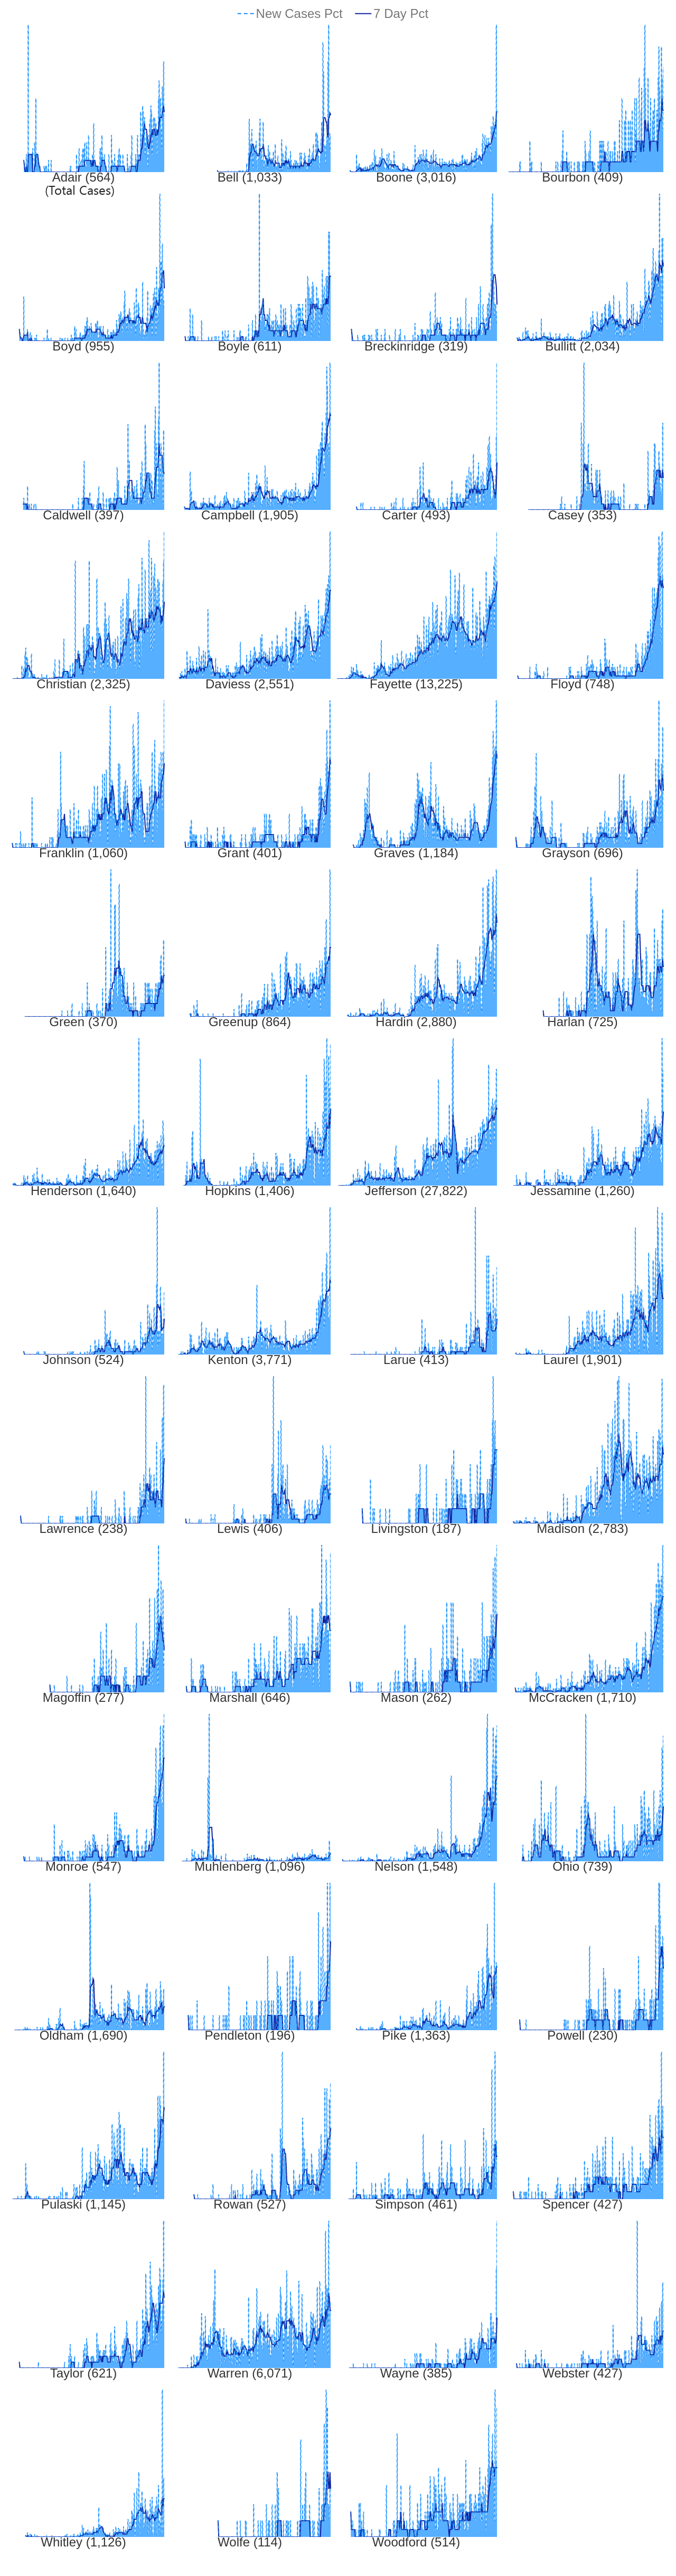 New Cases Pct 7 Day Pct
Adair (564) Bell (1,033) Boone (3,016) Bourbon (409)
(Total Cases)
Boyd (955) Boyle (611) Breckinridge (319) Bullitt (2,034)
Caldwell (397) Campbell (1,905) Carter (493) Casey (353)
Christian (2,325) Daviess (2,551) Fayette (13,225) Floyd (748)
Franklin (1,060) Grant (401) Graves (1,184) Grayson (696)
Green (370) Greenup (864) Hardin (2,880) Harlan (725)
Henderson (1,640) Hopkins (1,406) Jefferson (27,822) Jessamine (1,260)
Johnson (524) Kenton (3,771) Larue (413) Laurel (1,901)
Lawrence (238) Lewis (406) Livingston (187) Madison (2,783)
Magoffin (277) Marshall (646) Mason (262) McCracken (1,710)
Monroe (547) Muhlenberg (1,096) Nelson (1,548) Ohio (739)
Oldham (1,690) Pendleton (196) Pike (1,363) Powell (230)
Pulaski (1,145) Rowan (527) Simpson (461) Spencer (427)
Taylor (621) Warren (6,071) Wayne (385) Webster (427)
Whitley (1,126) Wolfe (114) Woodford (514)